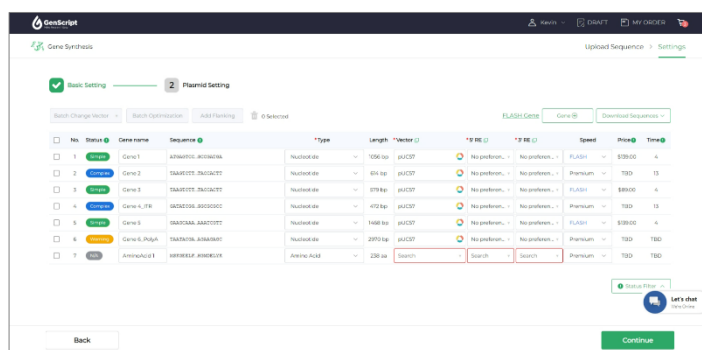 GenScript
Kevin DRAFT MY ORDER
Gene Synthesis Upload Sequence > Settings
Basic Setting 2 Plasmid Setting
Batch Change Vector Batch Optimization Add Flanking 0 Selected FLASH Gene Gene Download Sequences
No. Status Gene name Sequence *Type Length *Vector *5' RE *3' RE Speed Price Time
1 Simple Gene 1 Nucleotide 1056 bp pUC57 No preferen... No preferen... FLASH $139.00 4
2 Complex Gene 2 Nucleotide 614 bp pUC57 No preferen... No preferen... Premium TBD 13
3 Simple Gene 3 Nucleotide pUC57 No preferen... No preferen... FLASH $89.00 4
4 Complex Gene 4_ITR Nucleotide 472 bp pUC57 No preferen... No preferen... Premium TBD 13
5 Simple Gene 5 Nucleotide 1468 bp pUC57 No preferen... No preferen... FLASH $139.00 4
6 Warning Gene 6_PolyA Nucleotide 2970 bp pUC57 No preferen... No preferen... Premium TBD TBD
7 N/A AminoAcid 1 Amino Acid 238 aa Search Search Search Premium TBD TBD
Status Filter
Let's chat
We're Online
Back Continue